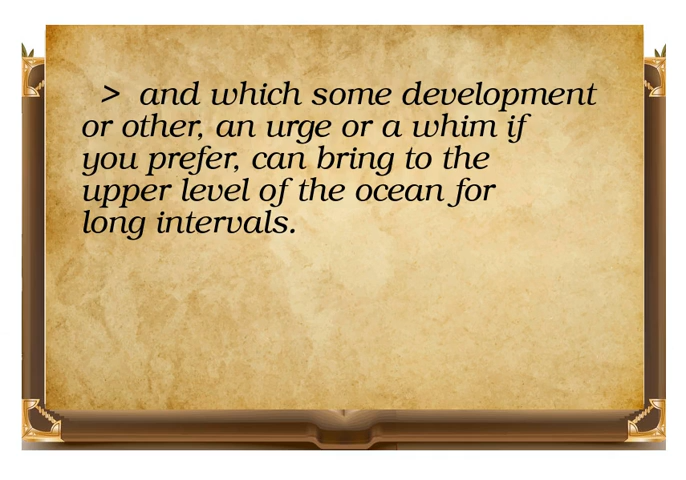 > and which some development
or other, an urge or a whim if
you prefer, can bring to the
upper level of the ocean for
long intervals.